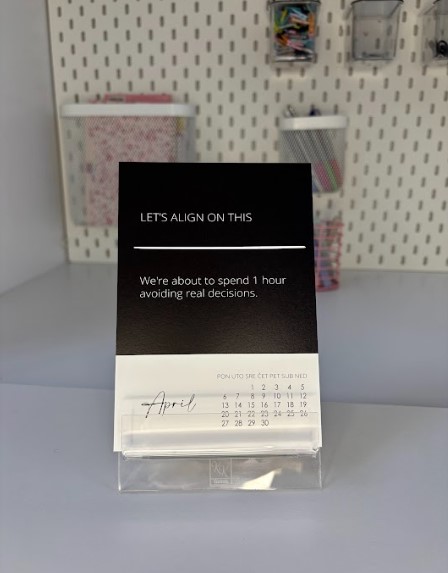 LET'S ALIGN ON THIS
We're about to spend 1 hour
avoiding real decisions.
PON UTO SRE ČET PET SUB NED
1 2 3 4 5
6 7 8 9 10 11 12
April
13 14 15 16 17 18 19
20 21 22 23 24 25 26
27 28 29 30